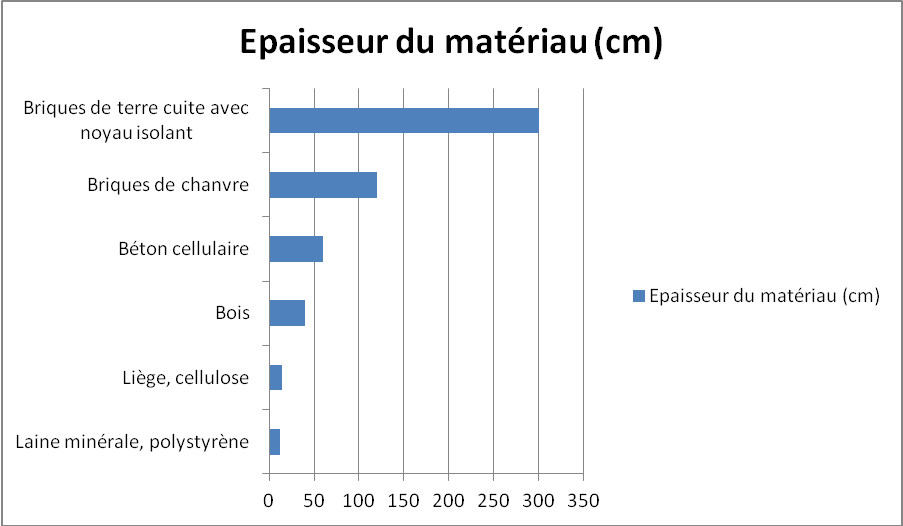 Epaisseur du matériau (cm)
Briques de terre cuite avec
noyau isolant
Briques de chanvre
Béton cellulaire
Bois
Liège, cellulose
Laine minérale, polystyrène
0 50 100 150 200 250 300 350
Epaisseur du matériau (cm)